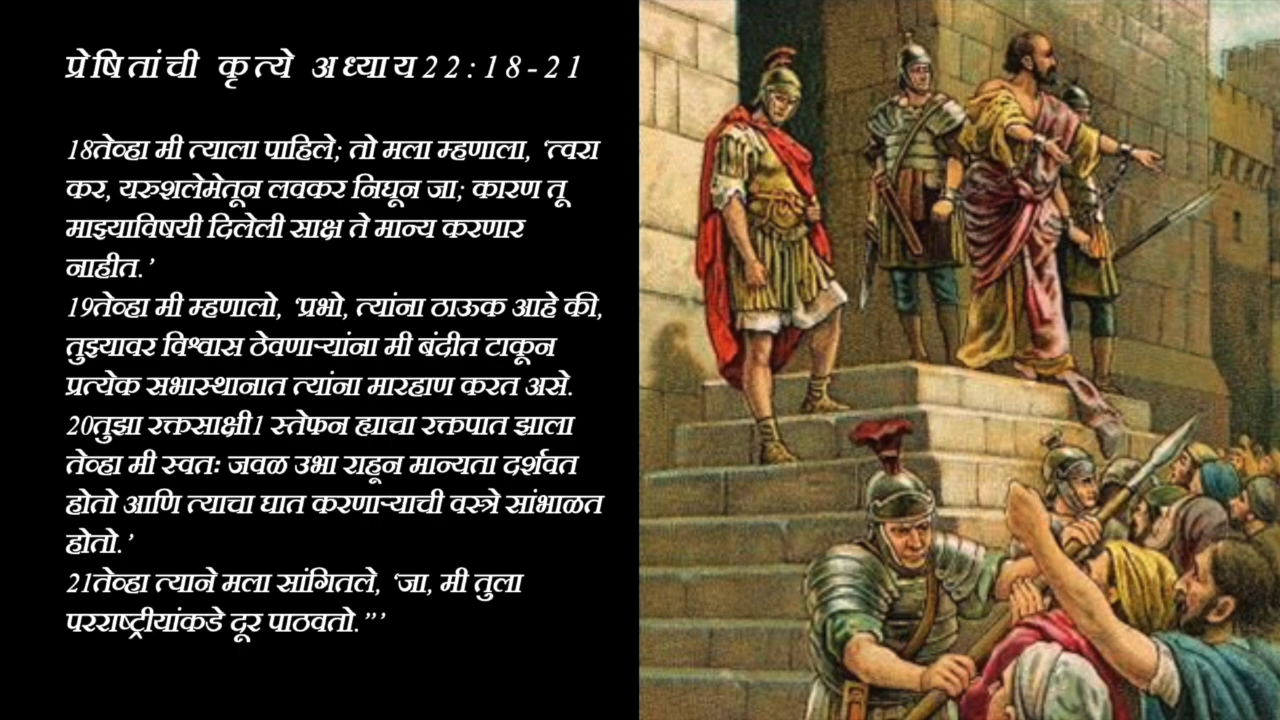 प्रेषितांची कृत्ये अध्याय22:18-21
18तेव्हा मी त्याला पाहिले; तो मला म्हणाला, ‘त्वरा
कर, यरुशलेमेतून लवकर निघून जा; कारण तू
माझ्याविषयी दिलेली साक्ष ते मान्य करणार
नाहीत.’
19तेव्हा मी म्हणालो, ‘प्रभो, त्यांना ठाऊक आहे की,
तुझ्यावर विश्वास ठेवणाऱ्यांना मी बंदीत टाकून
प्रत्येक सभास्थानात त्यांना मारहाण करत असे.
20तुझा रक्तसाक्षी1 स्तेफन ह्याचा रक्तपात झाला
तेव्हा मी स्वतः जवळ उभा राहून मान्यता दर्शवत
होतो आणि त्याचा घात करणाऱ्याची वस्त्रे सांभाळत
होतो.’
21तेव्हा त्याने मला सांगितले, ‘जा, मी तुला
परराष्ट्रीयांकडे दूर पाठवतो.”’